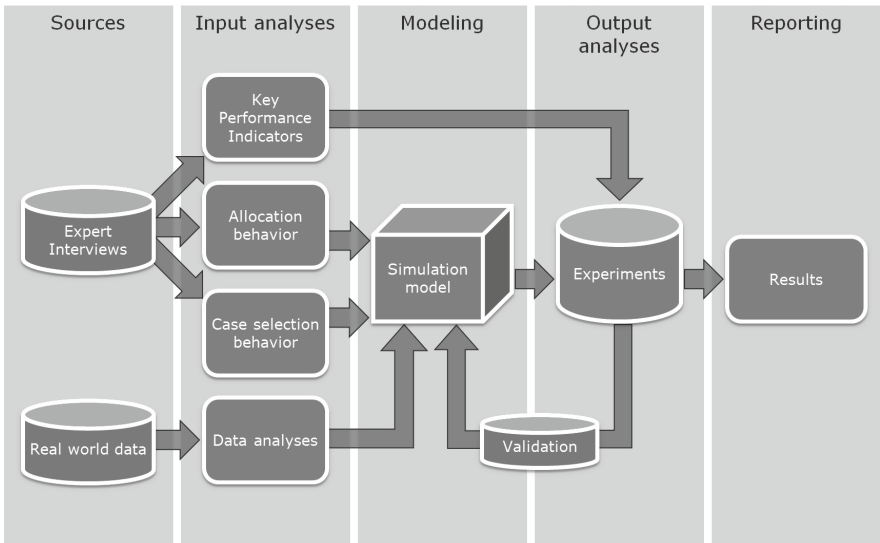 Sources
Input analyses
Modeling
Output
analyses
Reporting
Key
Performance
Indicators
Expert
Interviews
Allocation
behavior
Simulation
model
Experiments
Results
Case selection
behavior
Real world data
Data analyses
Validation